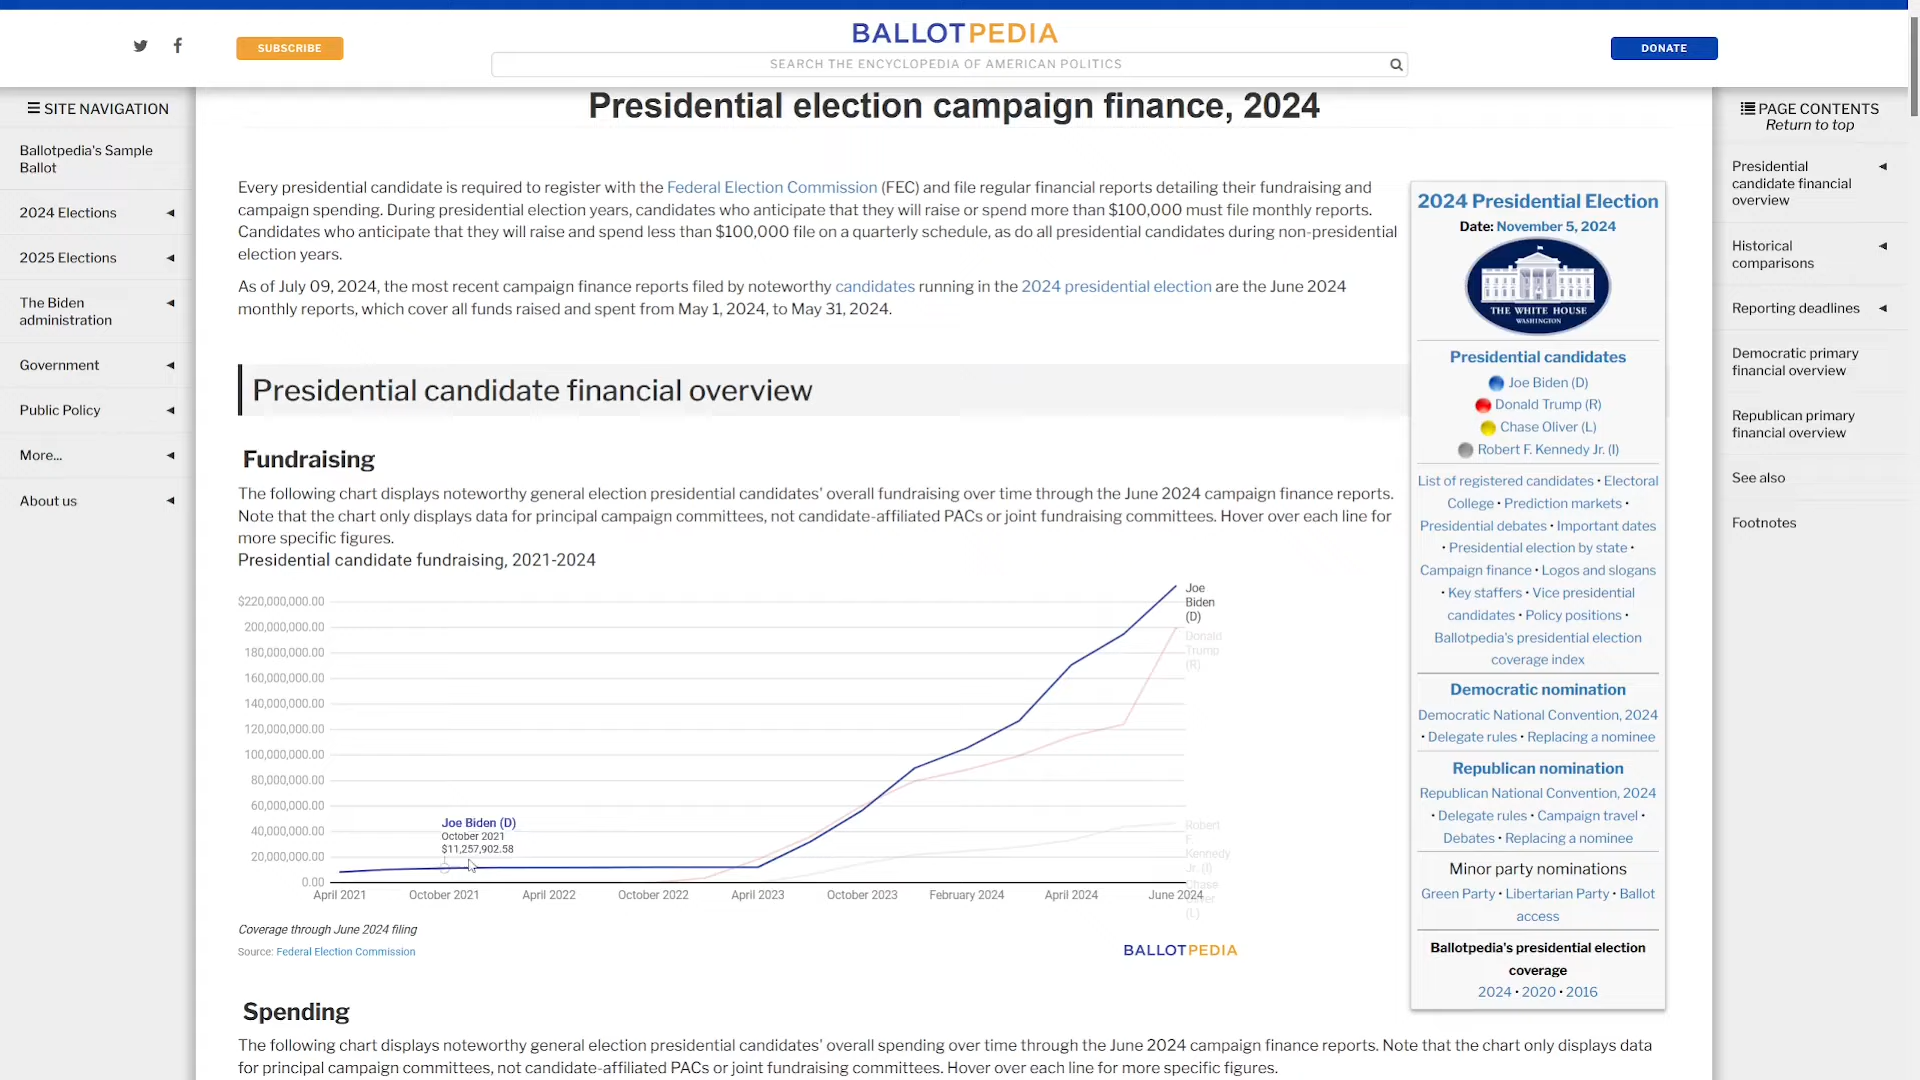 BALLOTPEDIA
SUBSCRIBE
SEARCH THE ENCYCLOPEDIA OF AMERICAN POLITICS
DONATE
SITE NAVIGATION
Ballotpedia's Sample
Ballot
2024 Elections
2025 Elections
The Biden
administration
Government
Public Policy
More...
About us
Presidential election campaign finance, 2024
Every presidential candidate is required to register with the Federal Election Commission (FEC) and file regular financial reports detailing their fundraising and
campaign spending. During presidential election years, candidates who anticipate that they will raise or spend more than $100,000 must file monthly reports.
Candidates who anticipate that they will raise and spend less than $100,000 file on a quarterly schedule, as do all presidential candidates during non-presidential
election years.
As of July 09, 2024, the most recent campaign finance reports filed by noteworthy candidates running in the 2024 presidential election are the June 2024
monthly reports, which cover all funds raised and spent from May 1, 2024, to May 31, 2024.
Presidential candidate financial overview
Fundraising
The following chart displays noteworthy general election presidential candidates' overall fundraising over time through the June 2024 campaign finance reports.
Note that the chart only displays data for principal campaign committees, not candidate-affiliated PACs or joint fundraising committees. Hover over each line for
more specific figures.
Presidential candidate fundraising, 2021-2024
$220,000,000.00
200,000,000.00
180,000,000.00
160,000,000.00
140,000,000.00
120,000,000.00
100,000,000.00
80,000,000.00
60,000,000.00
40,000,000.00
20,000,000.00
0.00
Joe Biden (D)
October 2021
$11,257,902.58
Joe
Biden
(D)
Donald
Trump
(R)
Robert
F.
Kennedy
Jr. (I)
Chase
(L)
April 2021
October 2021
April 2022
October 2022
April 2023
October 2023
February 2024
April 2024
June 2024
Coverage through June 2024 filing
Source: Federal Election Commission
BALLOTPEDIA
Spending
The following chart displays noteworthy general election presidential candidates' overall spending over time through the June 2024 campaign finance reports. Note that the chart only displays data
for principal campaign committees, not candidate-affiliated PACs or joint fundraising committees. Hover over each line for more specific figures.
2024 Presidential Election
Date: November 5, 2024
THE WHITE HOUSE
WASHINGTON
Presidential candidates
Joe Biden (D)
Donald Trump (R)
Chase Oliver (L)
Robert F. Kennedy Jr. (I)
List of registered candidates • Electoral
College • Prediction markets •
Presidential debates • Important dates
• Presidential election by state •
Campaign finance • Logos and slogans
• Key staffers • Vice presidential
candidates • Policy positions •
Ballotpedia's presidential election
coverage index
Democratic nomination
Democratic National Convention, 2024
• Delegate rules • Replacing a nominee
Republican nomination
Republican National Convention, 2024
• Delegate rules • Campaign travel •
Debates • Replacing a nominee
Minor party nominations
Green Party • Libertarian Party • Ballot
access
Ballotpedia's presidential election
coverage
2024 • 2020 • 2016
PAGE CONTENTS
Return to top
Presidential
candidate financial
overview
Historical
comparisons
Reporting deadlines
Democratic primary
financial overview
Republican primary
financial overview
See also
Footnotes